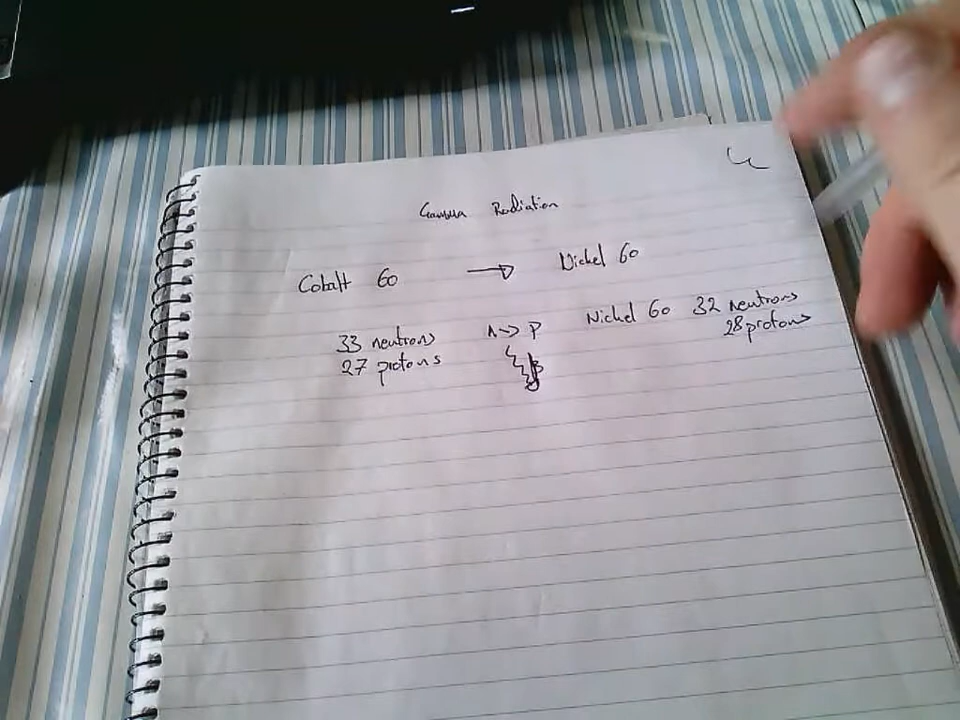 Gamma Radiation
Cobalt 60 → Nickel 60
33 neutrons n → p Nickel 60 32 neutrons
27 protons 28 protons